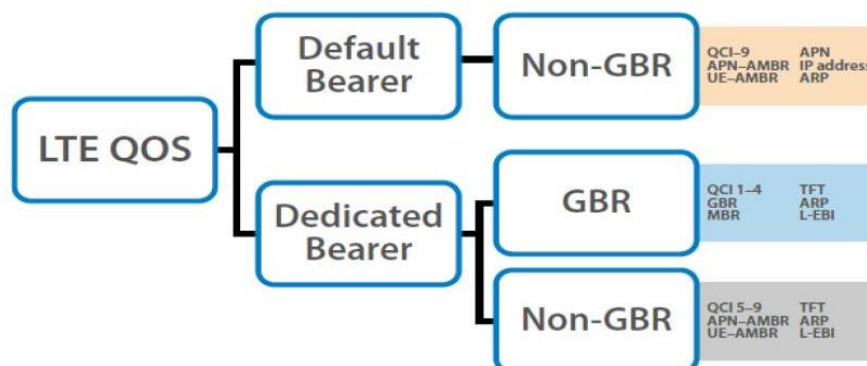 LTE QOS
Default
Bearer
Non-GBR
QCI–9 APN
APN–AMBR IP address
UE–AMBR ARP
Dedicated
Bearer
GBR
QCI 1–4 TFT
GBR ARP
MBR L-EBI
Non-GBR
QCI 5–9 TFT
APN–AMBR ARP
UE–AMBR L-EBI